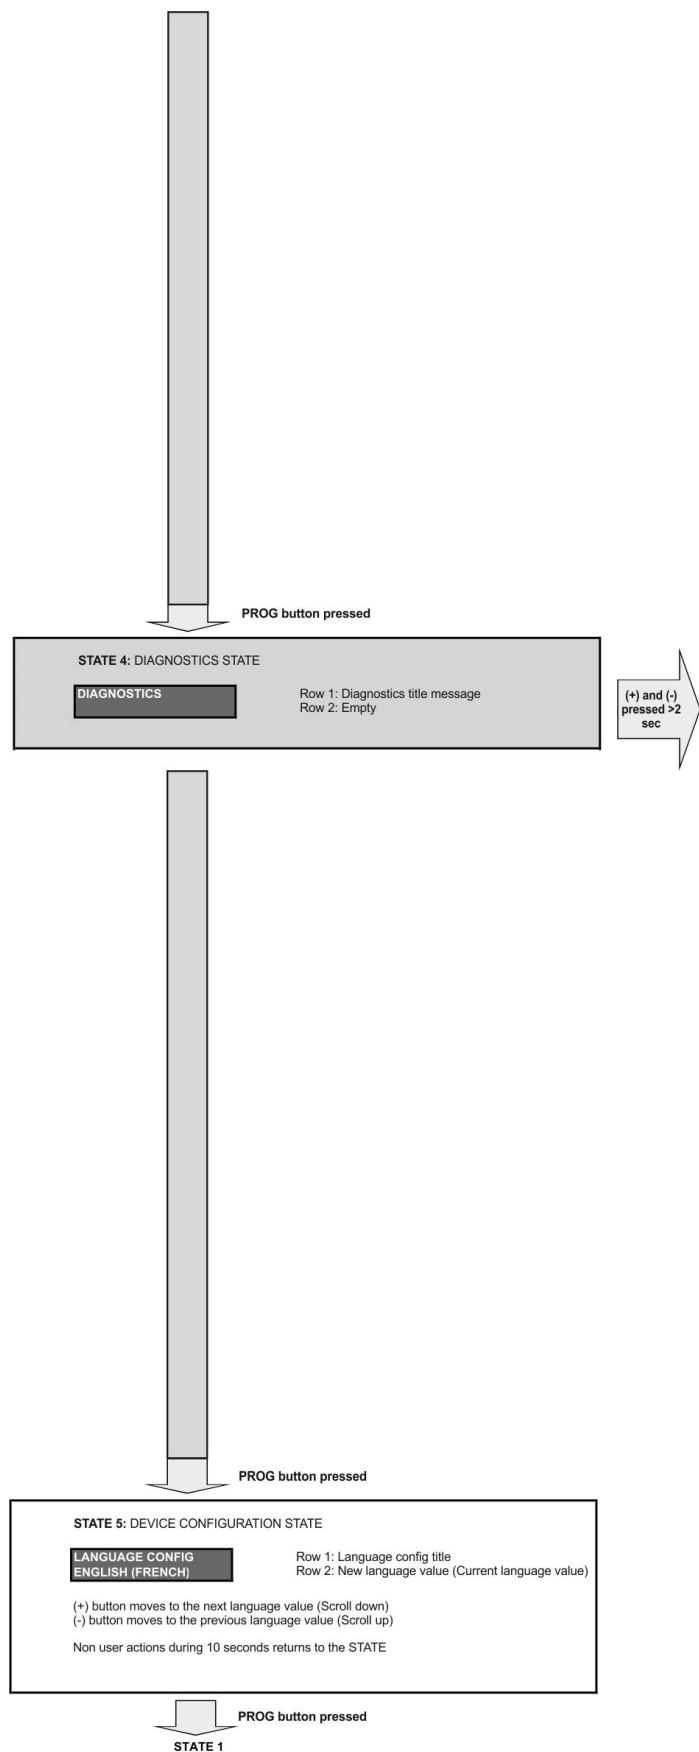 PROG button pressed
STATE 4: DIAGNOSTICS STATE
DIAGNOSTICS
Row 1: Diagnostics title message
Row 2: Empty
(+) and (-)
pressed >2
sec
PROG button pressed
STATE 5: DEVICE CONFIGURATION STATE
LANGUAGE CONFIG
ENGLISH (FRENCH)
Row 1: Language config title
Row 2: New language value (Current language value)
(+) button moves to the next language value (Scroll down)
(-) button moves to the previous language value (Scroll up)
Non user actions during 10 seconds returns to the STATE
PROG button pressed
STATE 1